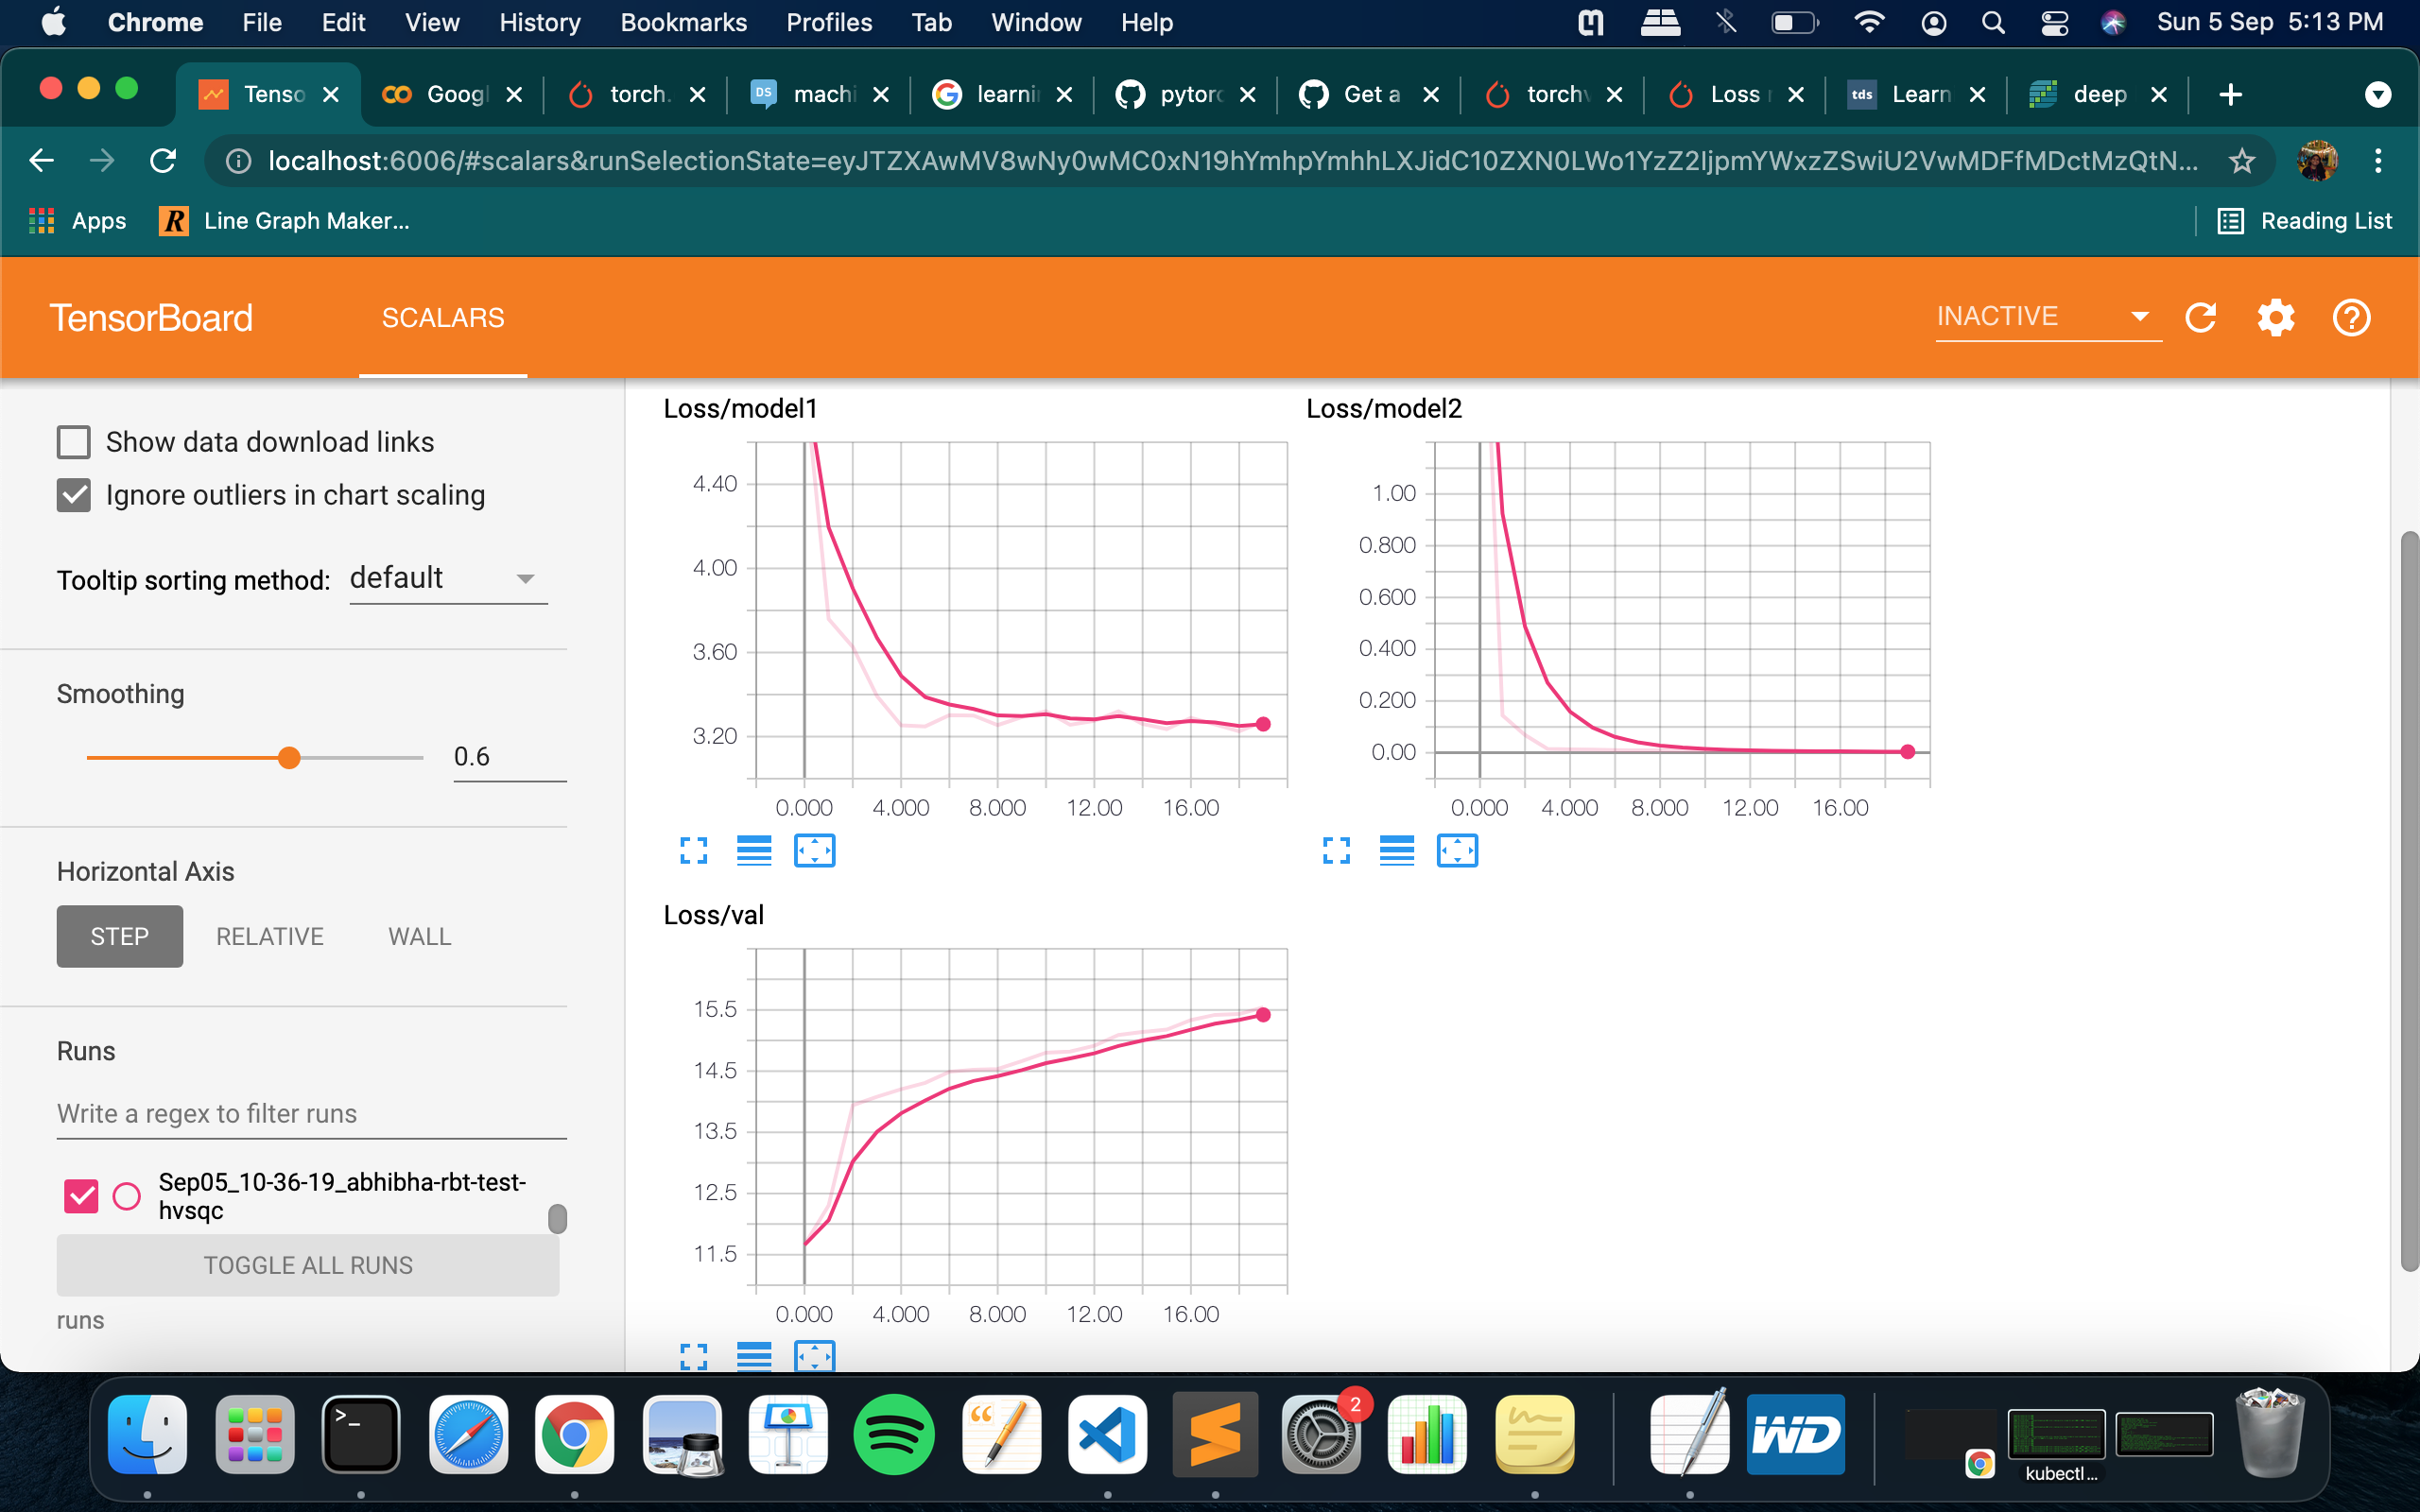 Chrome File Edit View History Bookmarks Profiles Tab Window Help Sun 5 Sep 5:13 PM
Tenso Googl torch. DS machi learni pytorc Get a torchv Loss tds Learn deep
localhost:6006/#scalars&runSelectionState=eyJTZXAwMV8wNy0wMC0xN19hYmhpYmhhLXJidC10ZXN0LWo1YzZ2IjpmYWxzZSwiU2VwMDFfMDctMzQtN...
Apps R Line Graph Maker... Reading List
TensorBoard SCALARS INACTIVE
Show data download links
Ignore outliers in chart scaling
Tooltip sorting method: default
Smoothing
0.6
Horizontal Axis
STEP RELATIVE WALL
Runs
Write a regex to filter runs
Sep05_10-36-19_abhibha-rbt-test-
hvsqc
TOGGLE ALL RUNS
runs
Loss/model1
4.40
4.00
3.60
3.20
0.000 4.000 8.000 12.00 16.00
Loss/model2
1.00
0.800
0.600
0.400
0.200
0.00
0.000 4.000 8.000 12.00 16.00
Loss/val
15.5
14.5
13.5
12.5
11.5
0.000 4.000 8.000 12.00 16.00
2
WD
kubectl...